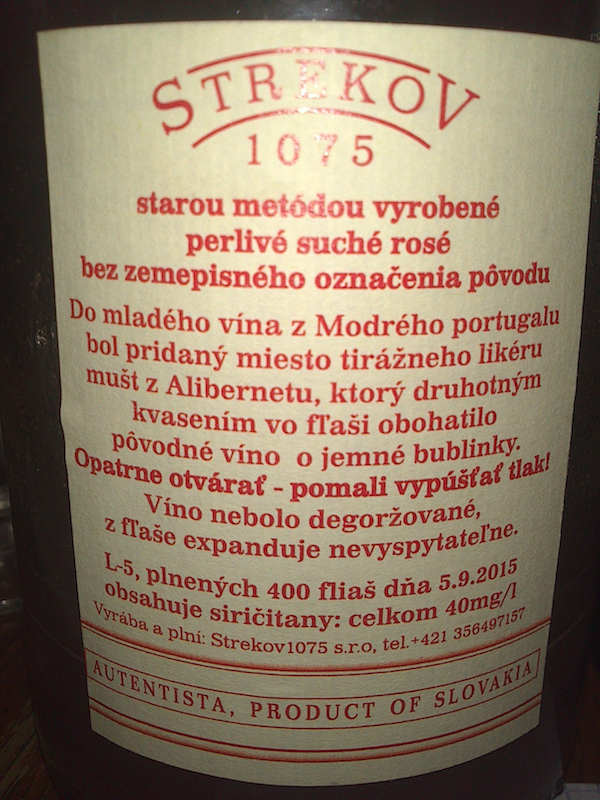 STREKOV
1075
starou metódou vyrobené
perlivé suché rosé
bez zemepisného označenia pôvodu
Do mladého vína z Modrého portugalu
bol pridaný miesto tirážneho likéru
mušt z Alibernetu, ktorý druhotným
kvasením vo fľaši obohatilo
pôvodné víno o jemné bublinky.
Opatrne otvárať - pomali vypúšťať tlak!
Víno nebolo degoržované,
z fľaše expanduje nevyspytateľne.
L-5, plnených 400 fliaš dňa 5.9.2015
obsahuje siričitany: celkom 40mg/l
Vyrába a plní: Strekov1075 s.r.o, tel.+421 356497157
AUTENTISTA, PRODUCT OF SLOVAKIA